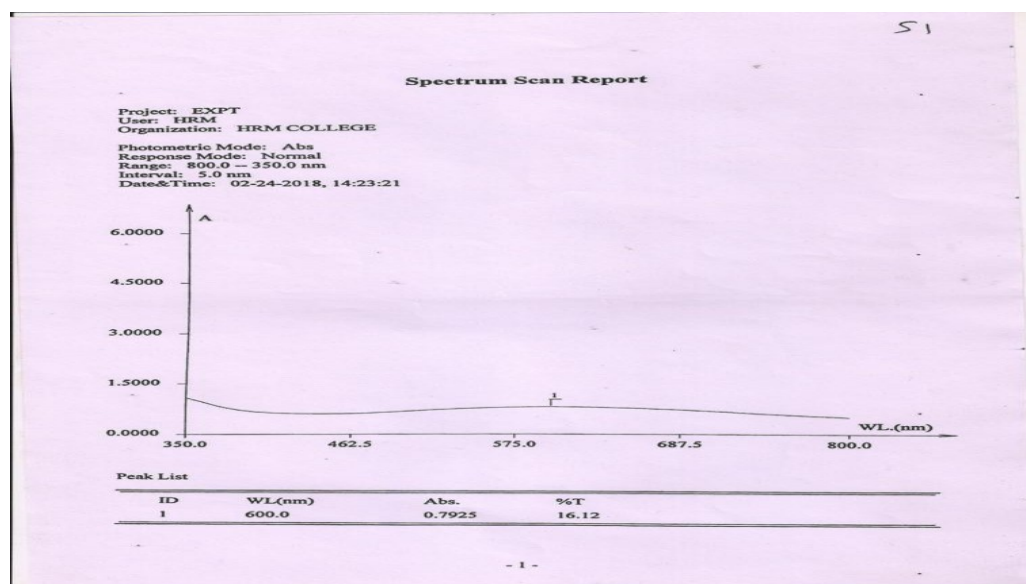 S1
Spectrum Scan Report
Project: EXPT
User: HRM
Organization: HRM COLLEGE
Photometric Mode: Abs
Response Mode: Normal
Range: 800.0 -- 350.0 nm
Interval: 5.0 nm
Date&Time: 02-24-2018, 14:23:21
A
6.0000
4.5000
3.0000
1.5000
1
0.0000
WL.(nm)
350.0 462.5 575.0 687.5 800.0
Peak List
ID WL(nm) Abs. %T
1 600.0 0.7925 16.12
- 1 -